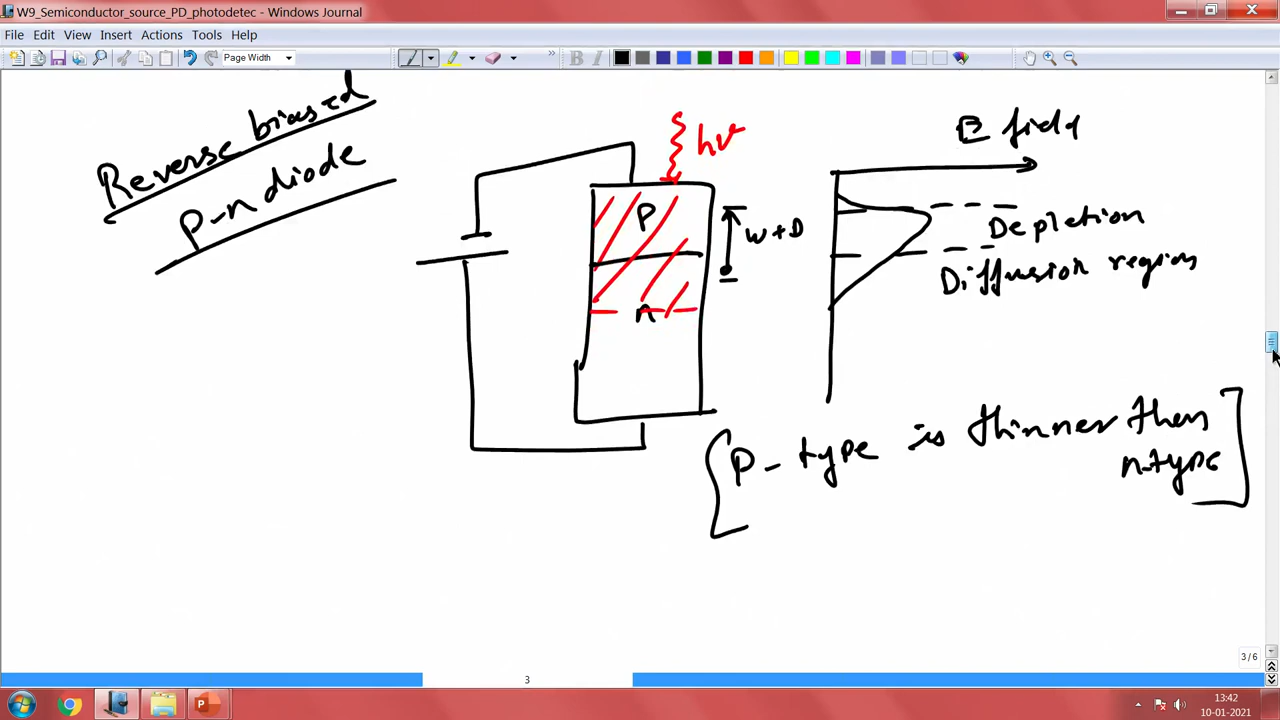 W9_Semiconductor_source_PD_photodetec - Windows Journal
File Edit View Insert Actions Tools Help
Page Width
B I
Reverse biased
p-n diode
hν
P
W+D
n
E field
Depletion
Diffusion region
P-type is thinner then
n-type
3/6
3
13:42
10-01-2021